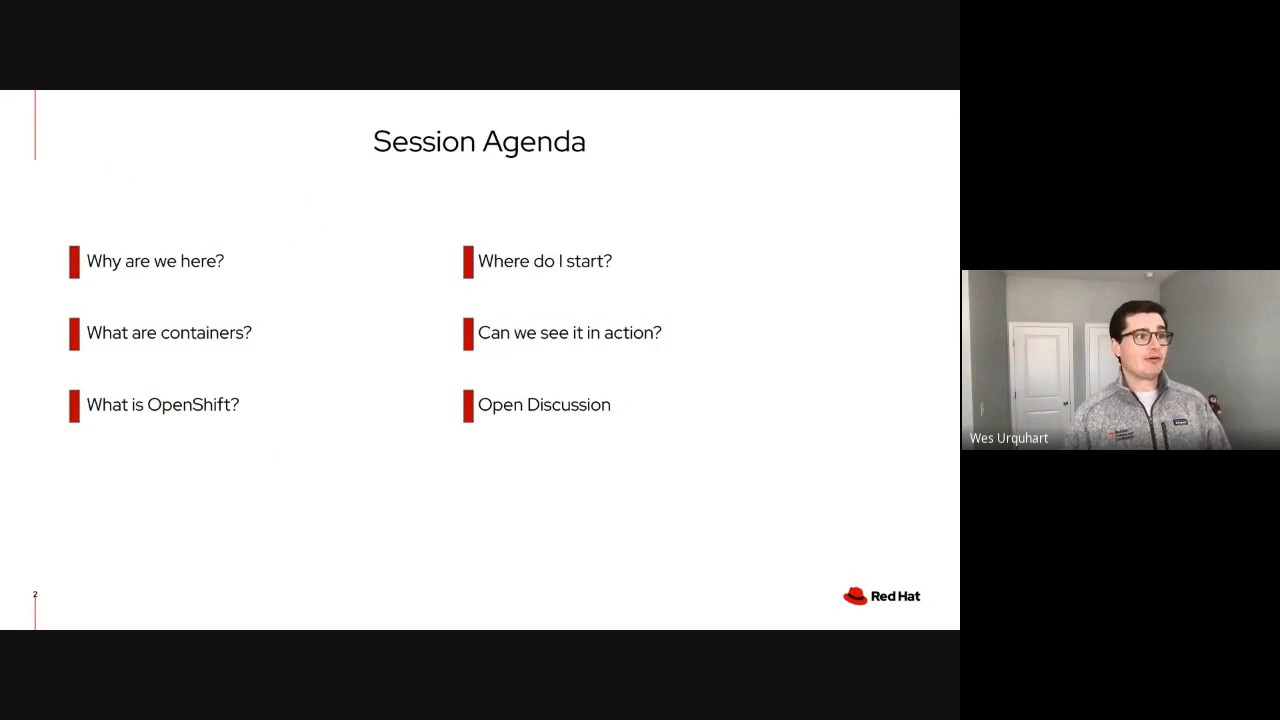 Session Agenda
Why are we here?
What are containers?
What is OpenShift?
Where do I start?
Can we see it in action?
Open Discussion
2
Red Hat
Wes Urquhart